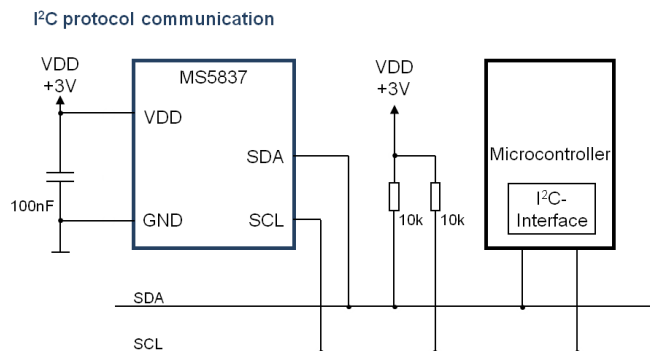 I²C protocol communication
VDD
+3V
MS5837
VDD
+3V
VDD
SDA
Microcontroller
100nF
GND
SCL
10k
10k
I²C-
Interface
SDA
SCL